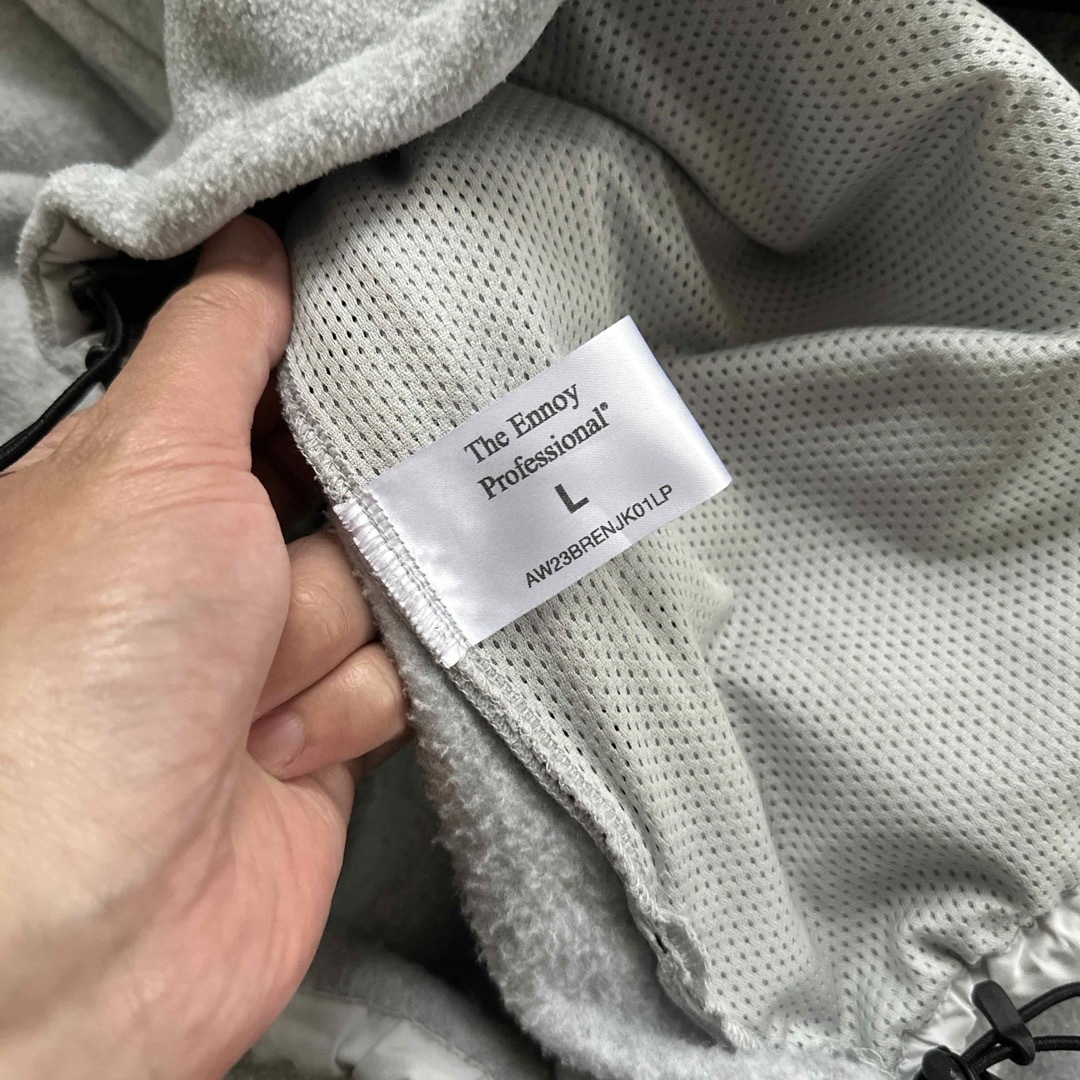 The Ennoy
Professional®
L
AW23BRENJK01LP